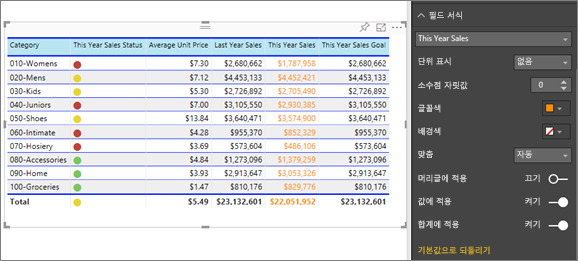 Category This Year Sales Status Average Unit Price Last Year Sales This Year Sales This Year Sales Goal
010-Womens $7.30 $2,680,662 $1,787,958 $2,680,662
020-Mens $7.12 $4,453,133 $4,452,421 $4,453,133
030-Kids $5.30 $2,726,892 $2,705,490 $2,726,892
040-Juniors $7.00 $3,105,550 $2,930,385 $3,105,550
050-Shoes $13.84 $3,640,471 $3,574,900 $3,640,471
060-Intimate $4.28 $955,370 $852,329 $955,370
070-Hosiery $3.69 $573,604 $486,106 $573,604
080-Accessories $4.84 $1,273,096 $1,379,259 $1,273,096
090-Home $3.93 $2,913,647 $3,053,326 $2,913,647
100-Groceries $1.47 $810,176 $829,776 $810,176
Total $5.49 $23,132,601 $22,051,952 $23,132,601
필드 서식
This Year Sales
단위 표시 없음
소수점 자릿값 0
글꼴색
배경색
맞춤 자동
머리글에 적용 끄기
값에 적용 켜기
합계에 적용 켜기
기본값으로 되돌리기